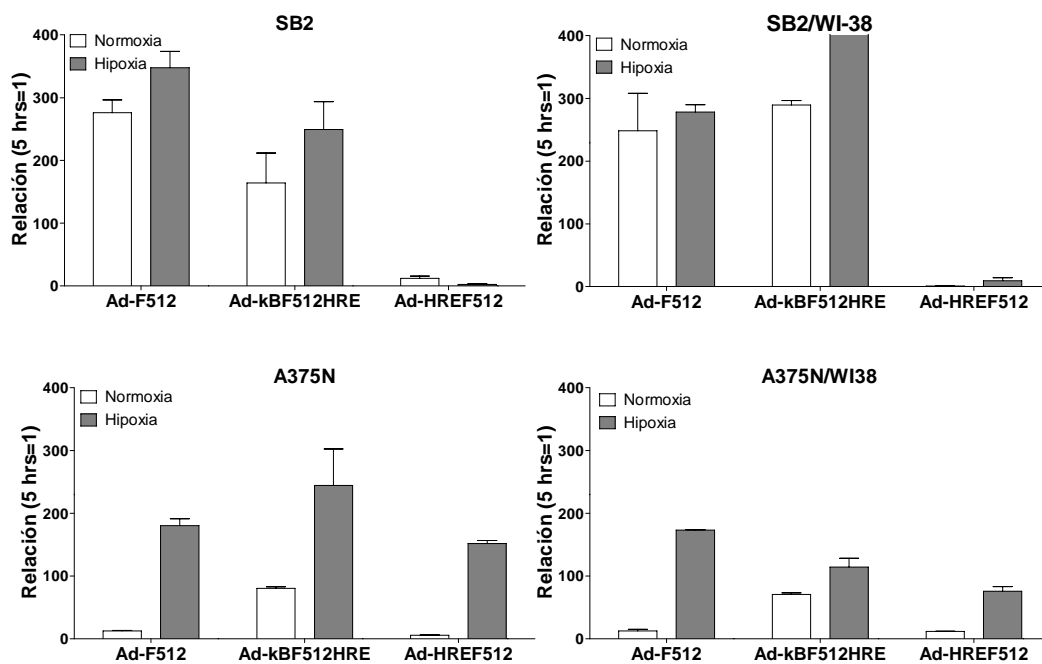 SB2
Relación (5 hrs=1)
400
300
200
100
0
Normoxia
Hipoxia
Ad-F512
Ad-kBF512HRE
Ad-HREF512
SB2/WI-38
Relación (5 hrs=1)
400
300
200
100
0
Normoxia
Hipoxia
Ad-F512
Ad-kBF512HRE
Ad-HREF512
A375N
Relación (5 hrs=1)
400
300
200
100
0
Normoxia
Hipoxia
Ad-F512
Ad-kBF512HRE
Ad-HREF512
A375N/WI38
Relación (5 hrs=1)
400
300
200
100
0
Normoxia
Hipoxia
Ad-F512
Ad-kBF512HRE
Ad-HREF512